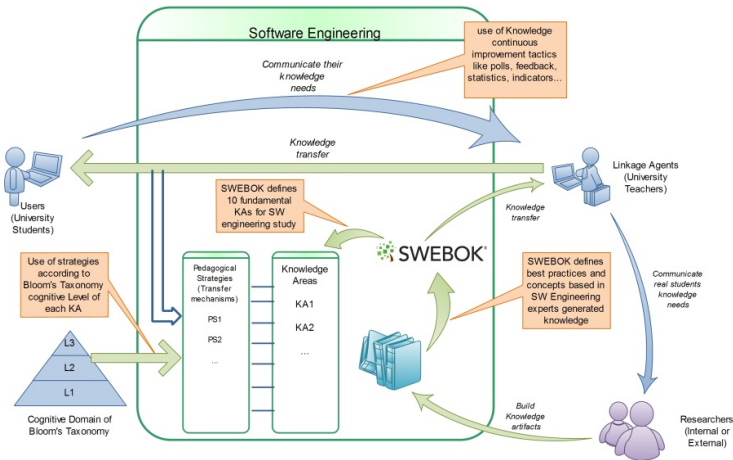 Software Engineering
use of Knowledge
continuous
improvement tactics
like polls, feedback,
statistics, indicators...
Communicate their
knowledge
needs
Knowledge
transfer
Users
(University
Students)
Linkage Agents
(University
Teachers)
SWEBOK defines
10 fundamental
KAs for SW
engineering study
Knowledge
transfer
SWEBOK
Use of strategies
according to
Bloom's Taxonomy
cognitive Level of
each KA
Pedagogical
Strategies
(Transfer
mechanisms)
PS1
PS2
...
Knowledge
Areas
KA1
KA2
...
SWEBOK defines
best practices and
concepts based in
SW Engineering
experts generated
knowledge
Communicate
real students
knowledge
needs
L3
L2
L1
Cognitive Domain of
Bloom's Taxonomy
Build
Knowledge
artifacts
Researchers
(Internal or
External)